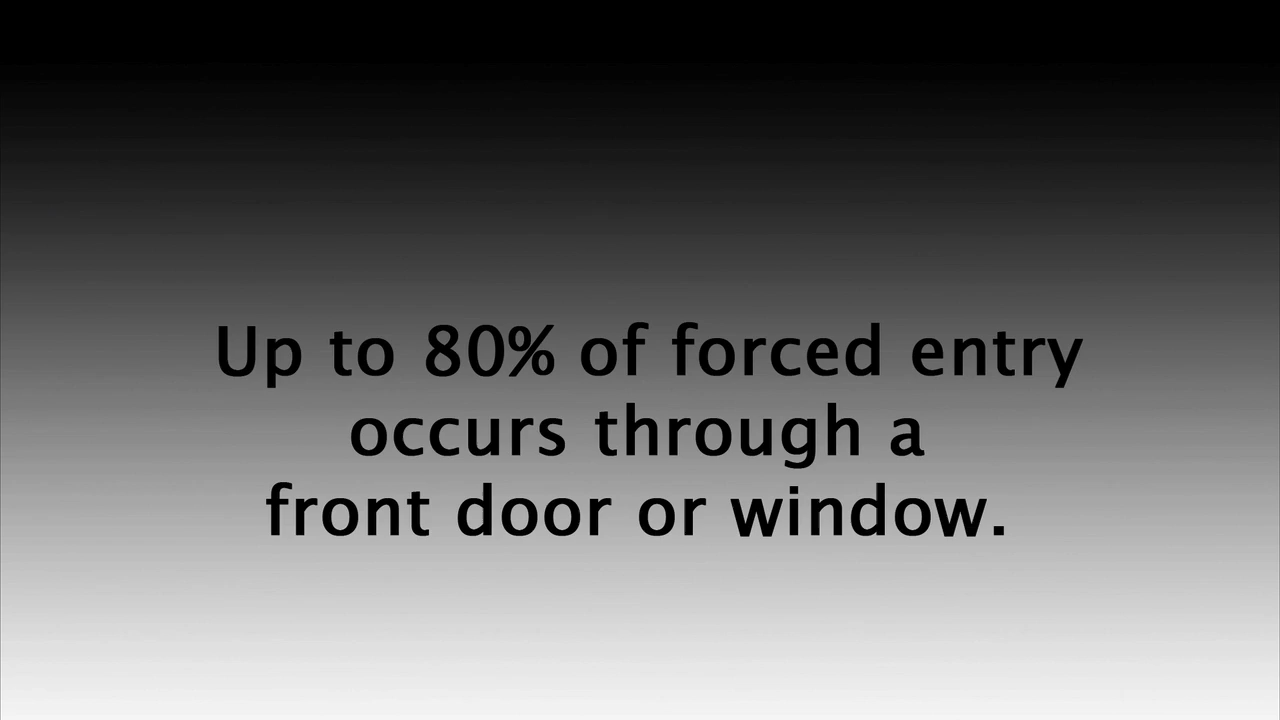 Up to 80% of forced entry
occurs through a
front door or window.